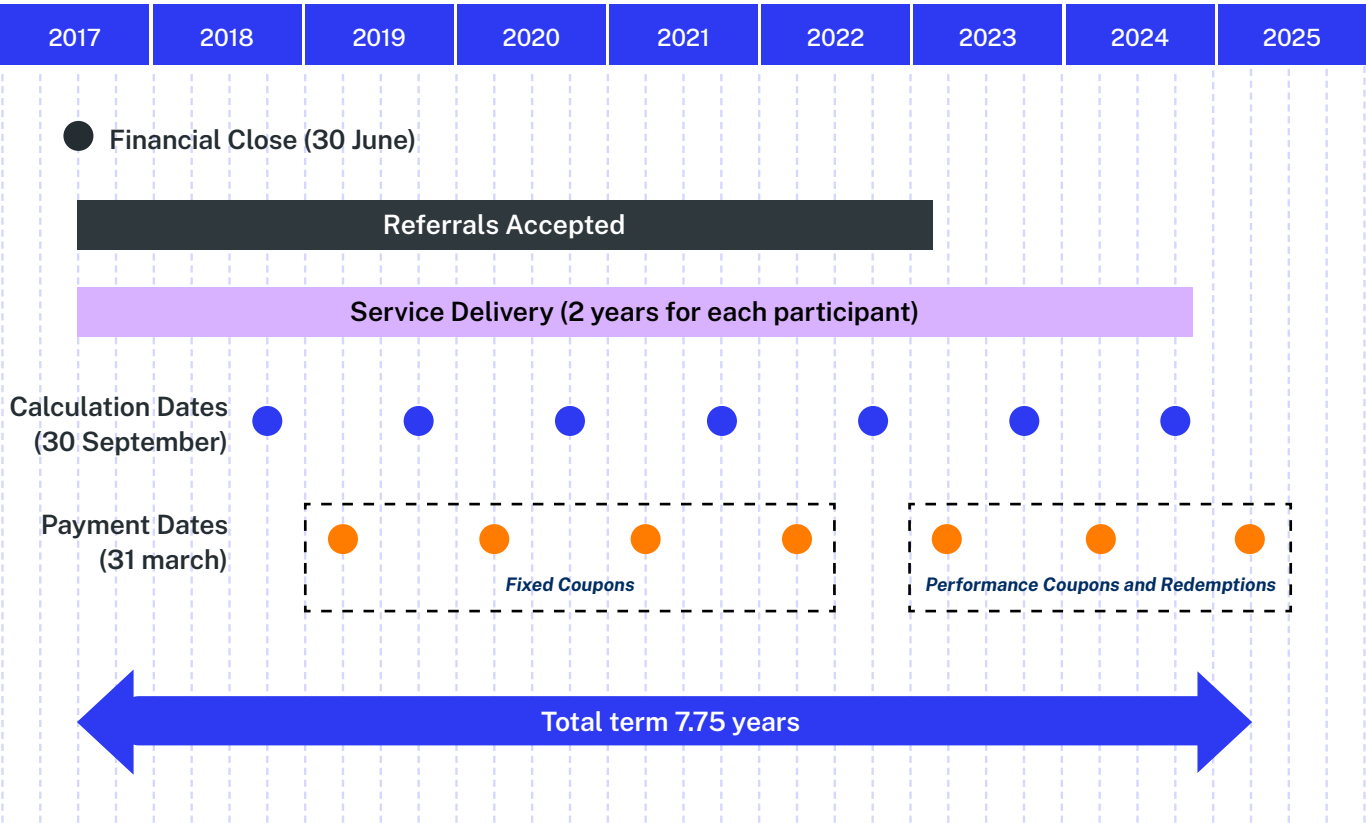 2017
2018
2019
2020
2021
2022
2023
2024
2025
Financial Close (30 June)
Referrals Accepted
Service Delivery (2 years for each participant)
Calculation Dates
(30 September)
Payment Dates
(31 march)
Fixed Coupons
Performance Coupons and Redemptions
Total term 7.75 years